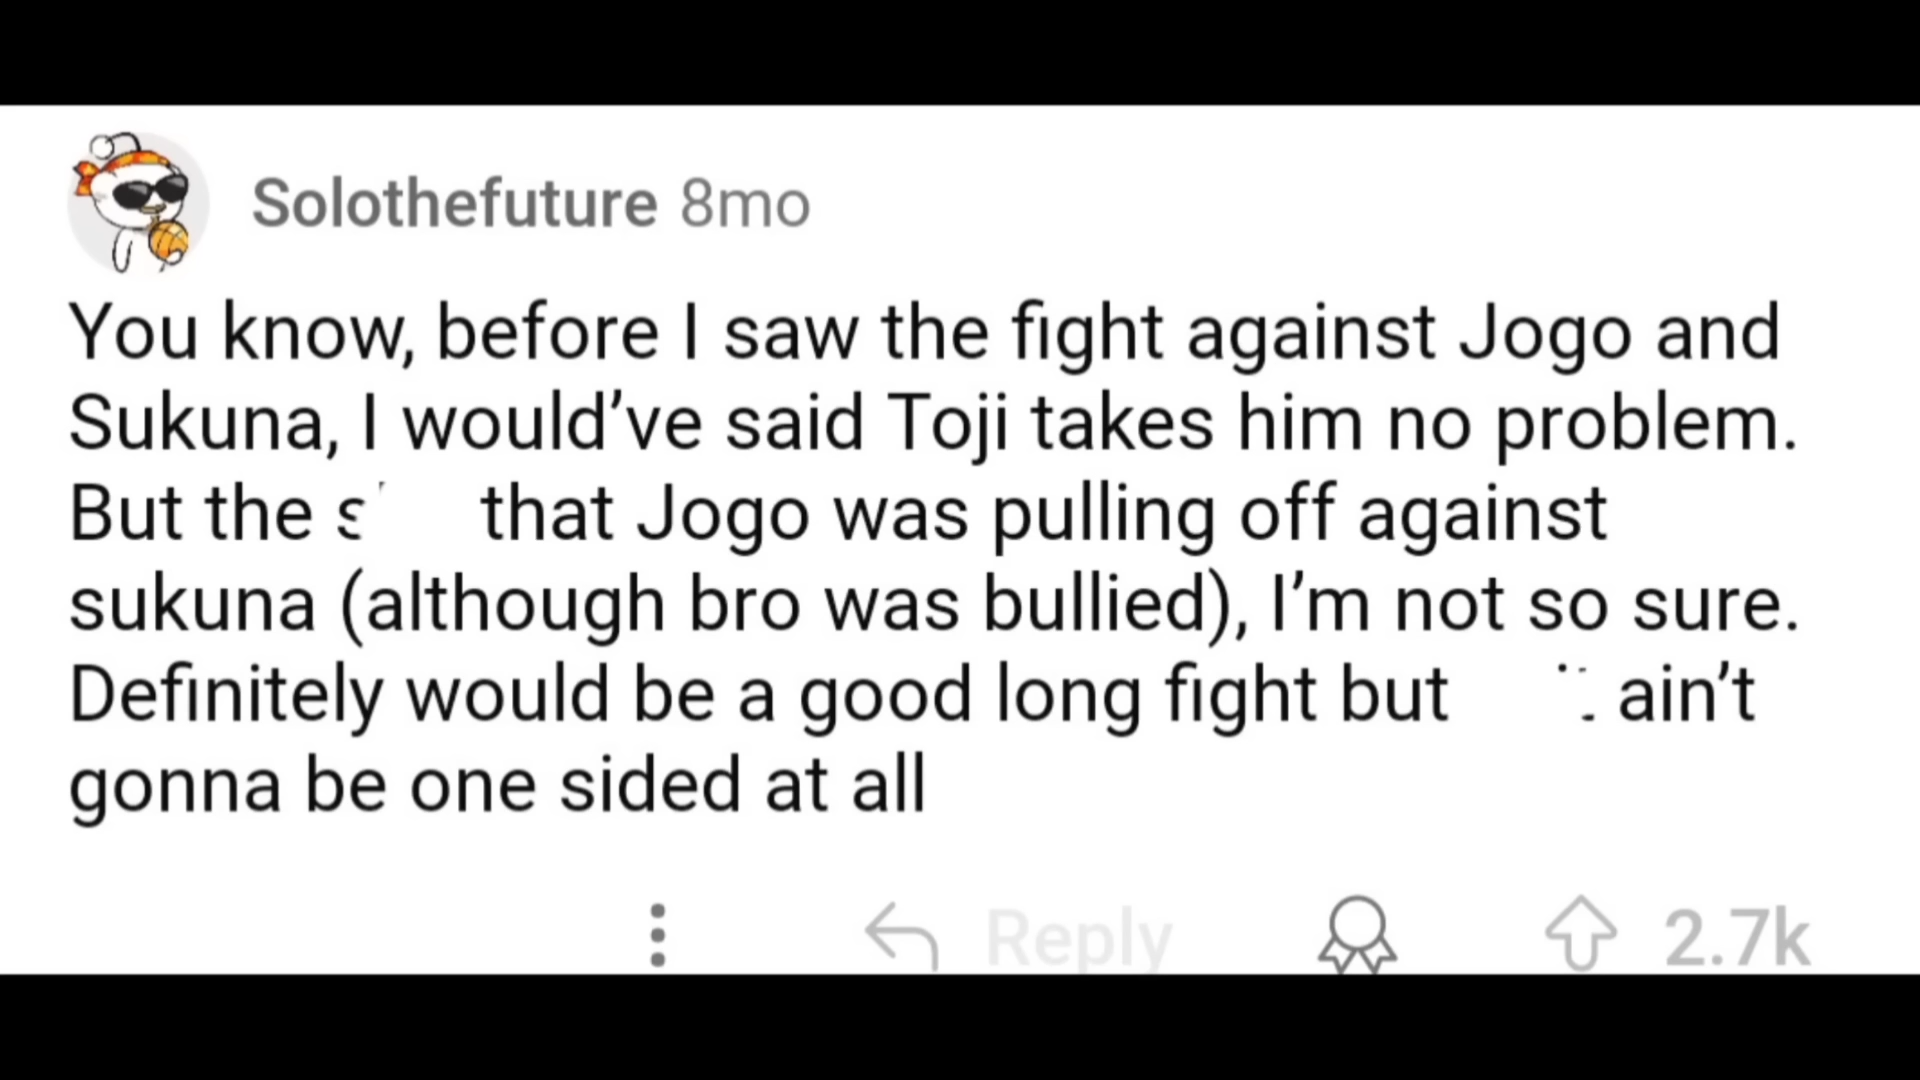 Solothefuture 8mo
You know, before I saw the fight against Jogo and
Sukuna, I would've said Toji takes him no problem.
But the that Jogo was pulling off against
sukuna (although bro was bullied), I'm not so sure.
Definitely would be a good long fight but ain't
gonna be one sided at all
Reply 2.7k